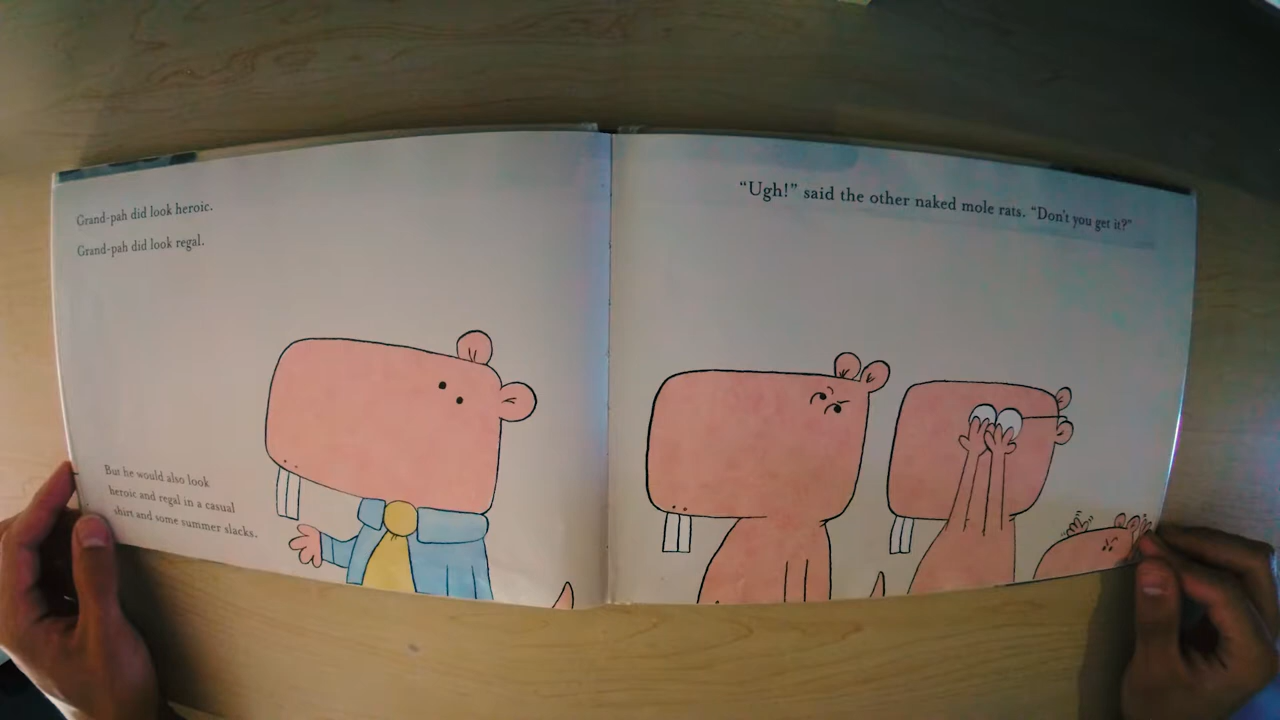 Grand-pah did look heroic.
Grand-pah did look regal.
But he would also look
heroic and regal in a casual
shirt and some summer slacks.
“Ugh!” said the other naked mole rats. “Don't you get it?”